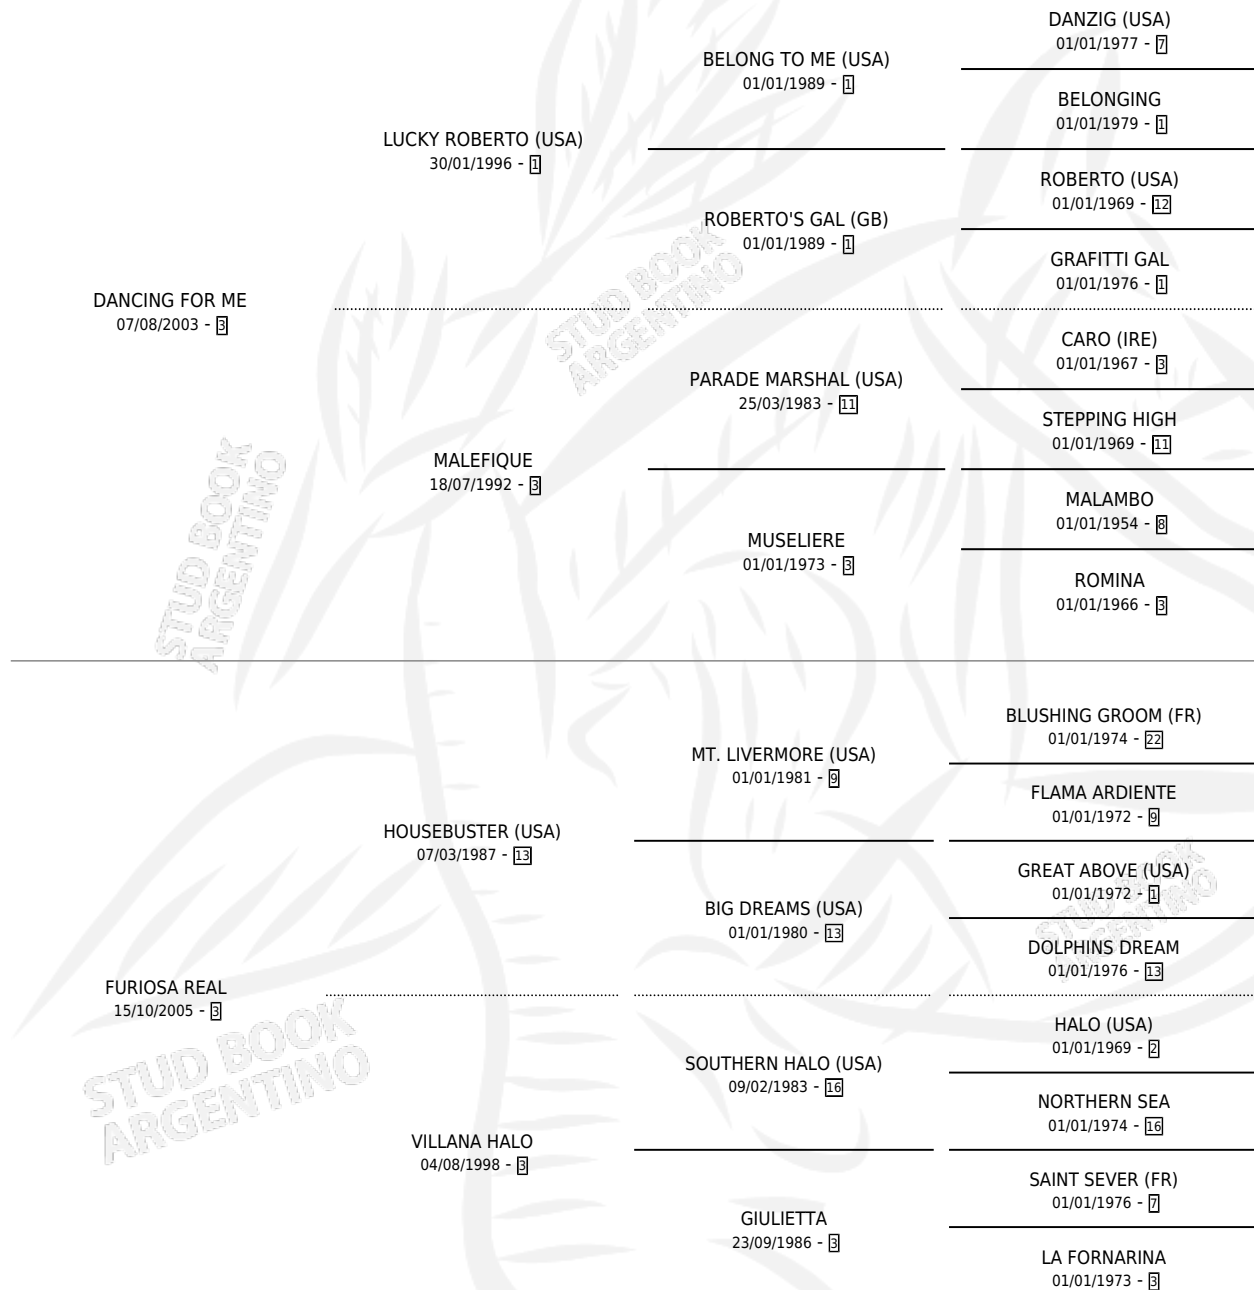 DANZIG (USA)
01/01/1977 - 7
BELONG TO ME (USA)
01/01/1989 - 1
BELONGING
01/01/1979 - 1
LUCKY ROBERTO (USA)
30/01/1996 - 1
ROBERTO (USA)
01/01/1969 - 12
ROBERTO'S GAL (GB)
01/01/1989 - 1
GRAFITTI GAL
01/01/1976 - 1
DANCING FOR ME
07/08/2003 - 3
STUD BOOK
ARGENTINO
CARO (IRE)
01/01/1967 - 3
PARADE MARSHAL (USA)
25/03/1983 - 11
STEPPING HIGH
01/01/1969 - 11
MALEFIQUE
18/07/1992 - 3
MALAMBO
01/01/1954 - 8
MUSELIERE
01/01/1973 - 3
ROMINA
01/01/1966 - 3
STUD BOOK
ARGENTINO
BLUSHING GROOM (FR)
01/01/1974 - 22
MT. LIVERMORE (USA)
01/01/1981 - 9
FLAMA ARDIENTE
01/01/1972 - 9
HOUSEBUSTER (USA)
07/03/1987 - 13
GREAT ABOVE (USA)
01/01/1972 - 1
BIG DREAMS (USA)
01/01/1980 - 13
DOLPHINS DREAM
01/01/1976 - 13
STUD BOOK
ARGENTINO
FURIOSA REAL
15/10/2005 - 3
STUD BOOK
ARGENTINO
HALO (USA)
01/01/1969 - 2
SOUTHERN HALO (USA)
09/02/1983 - 16
NORTHERN SEA
01/01/1974 - 16
VILLANA HALO
04/08/1998 - 3
SAINT SEVER (FR)
01/01/1976 - 7
GIULIETTA
23/09/1986 - 3
LA FORNARINA
01/01/1973 - 3